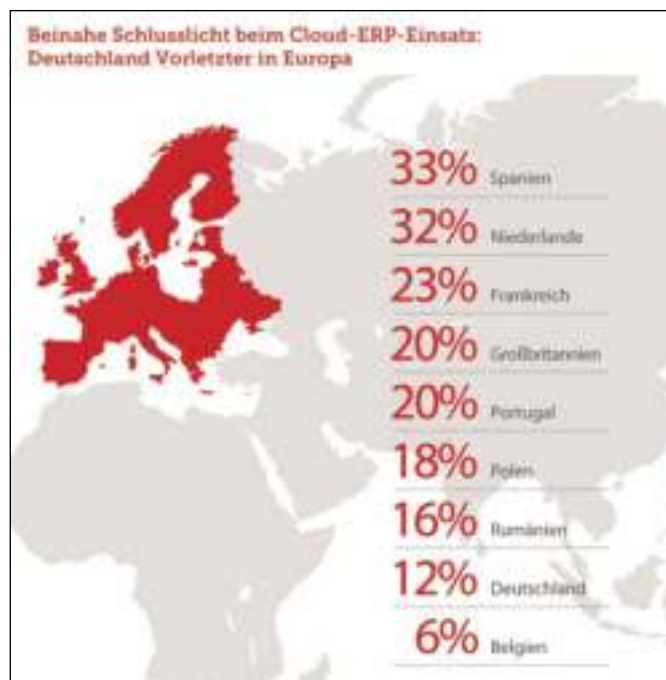 Beinahe Schlusslicht beim Cloud-ERP-Einsatz:
Deutschland Vorletzter in Europa
33% Spanien
32% Niederlande
23% Frankreich
20% Großbritannien
20% Portugal
18% Polen
16% Rumänien
12% Deutschland
6% Belgien